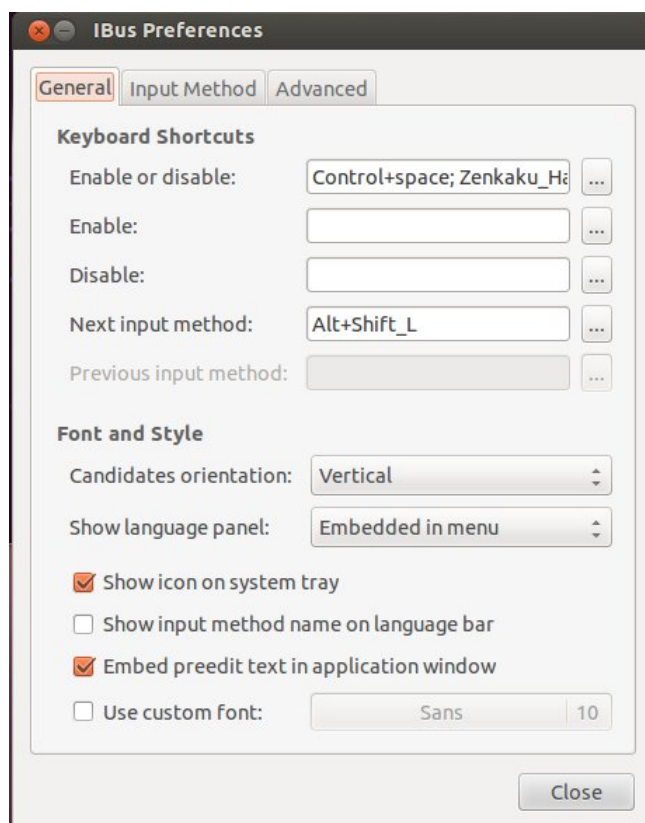 IBus Preferences
General Input Method Advanced
Keyboard Shortcuts
Enable or disable: Control+space; Zenkaku_Ha ...
Enable: ...
Disable: ...
Next input method: Alt+Shift_L ...
Previous input method: ...
Font and Style
Candidates orientation: Vertical
Show language panel: Embedded in menu
Show icon on system tray
Show input method name on language bar
Embed preedit text in application window
Use custom font: Sans 10
Close